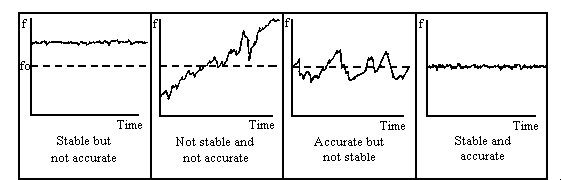 f
fo
Time
Stable but
not accurate
f
Time
Not stable and
not accurate
f
Time
Accurate but
not stable
f
Time
Stable and
accurate